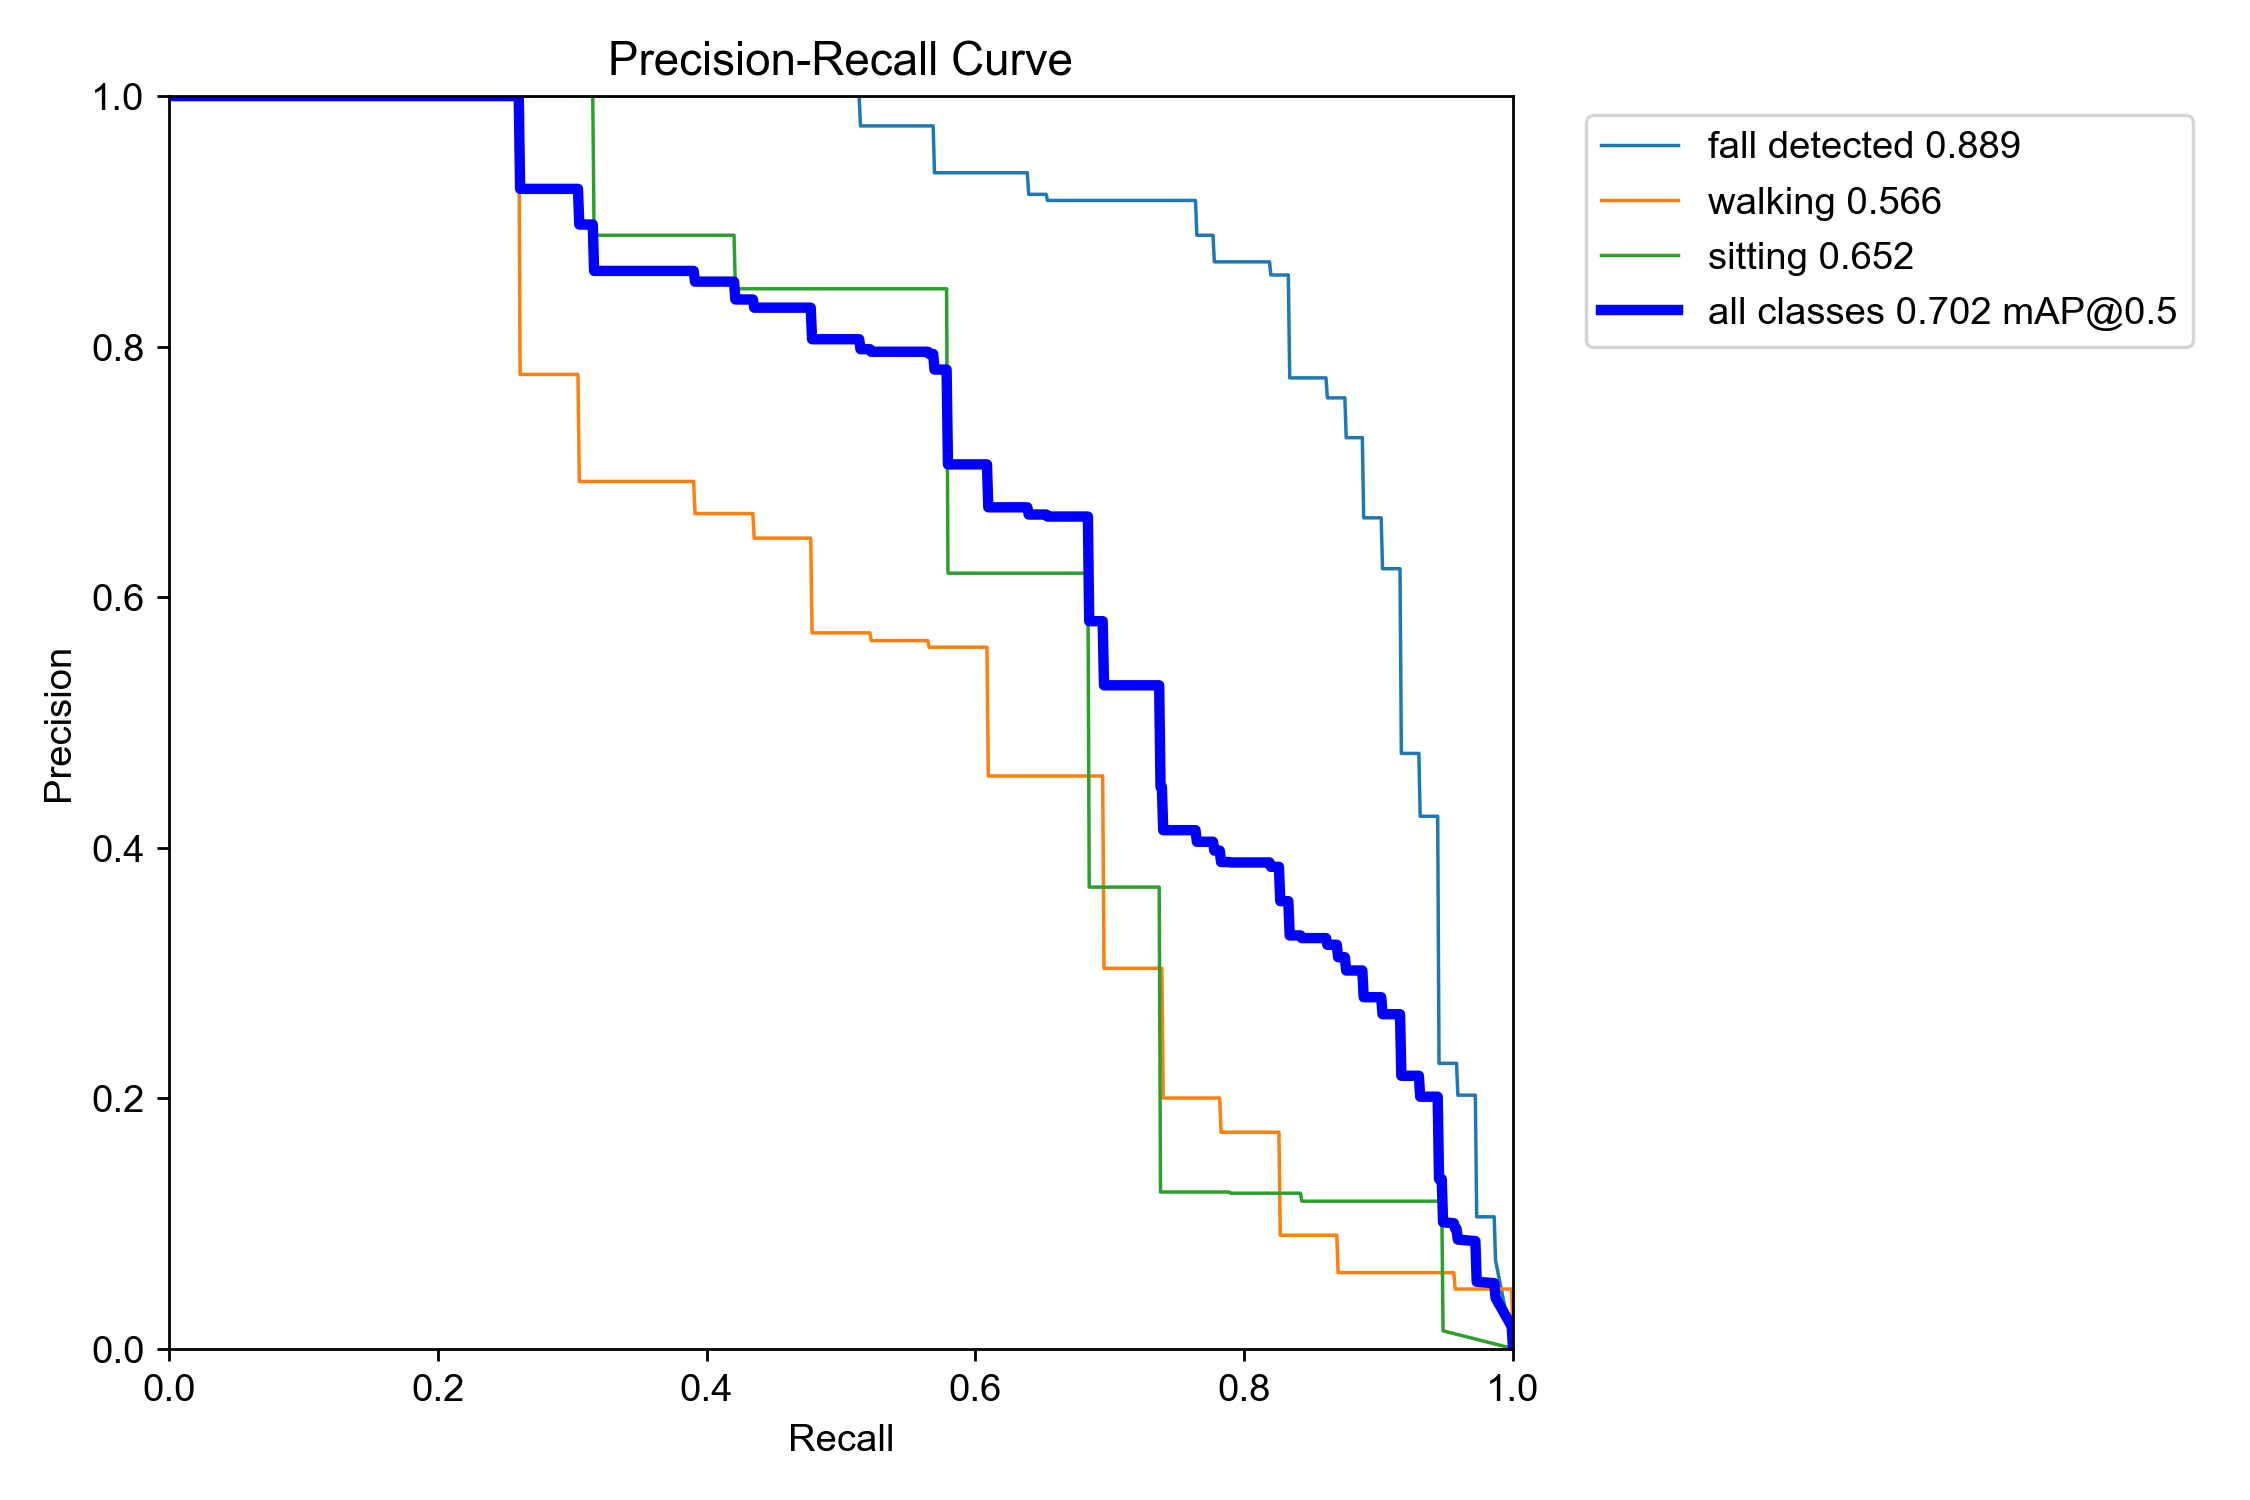 Precision-Recall Curve
1.0
0.8
0.6
0.4
0.2
0.0
Precision
0.0 0.2 0.4 0.6 0.8 1.0
Recall
fall detected 0.889
walking 0.566
sitting 0.652
all classes 0.702 mAP@0.5